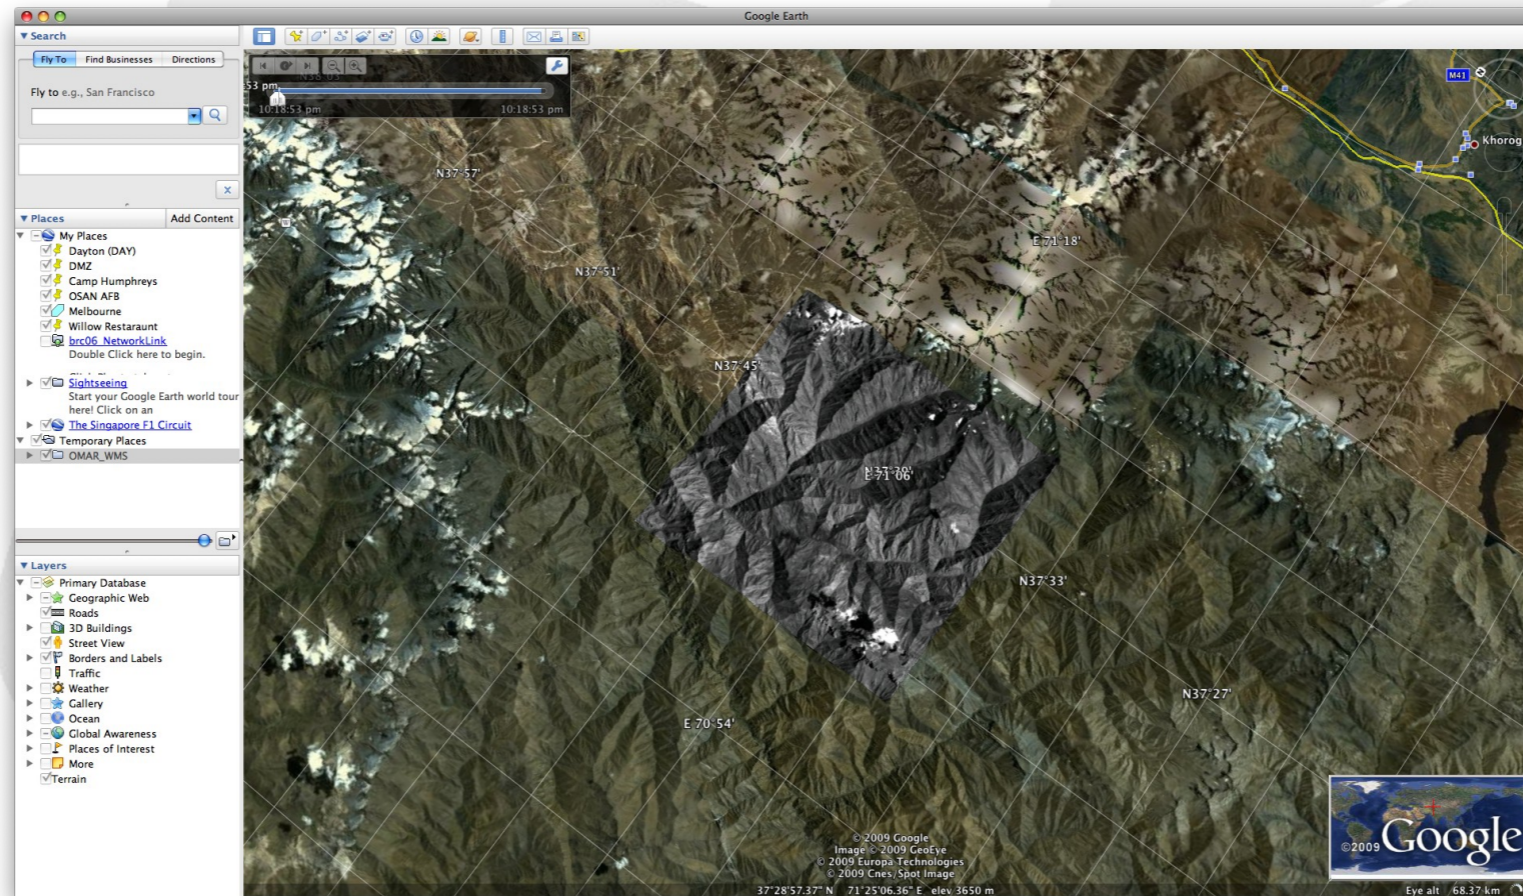 Google Earth
Search
Fly To Find Businesses Directions
Fly to e.g., San Francisco
Places Add Content
My Places
Dayton (DAY)
DMZ
Camp Humphreys
OSAN AFB
Melbourne
Willow Restaraunt
brc06_NetworkLink
Double Click here to begin.
Sightseeing
Start your Google Earth world tour
here! Click on an
The Singapore F1 Circuit
Temporary Places
OMAR_WMS
Layers
Primary Database
Geographic Web
Roads
3D Buildings
Street View
Borders and Labels
Traffic
Weather
Gallery
Ocean
Global Awareness
Places of Interest
More
Terrain
53 pm
10:18:53 pm 10:18:53 pm
M41
Khorog
N37°57'
E 71°18'
N37°51'
N37°45'
E 71°06'
N37°33'
N37°27'
E 70°54'
© 2009 Google
Image © 2009 GeoEye
© 2009 Europa Technologies
© 2009 Cnes/Spot Image
©2009 Google
37°28'57.37" N 71°25'06.36" E elev 3650 m
Eye alt 68.37 km